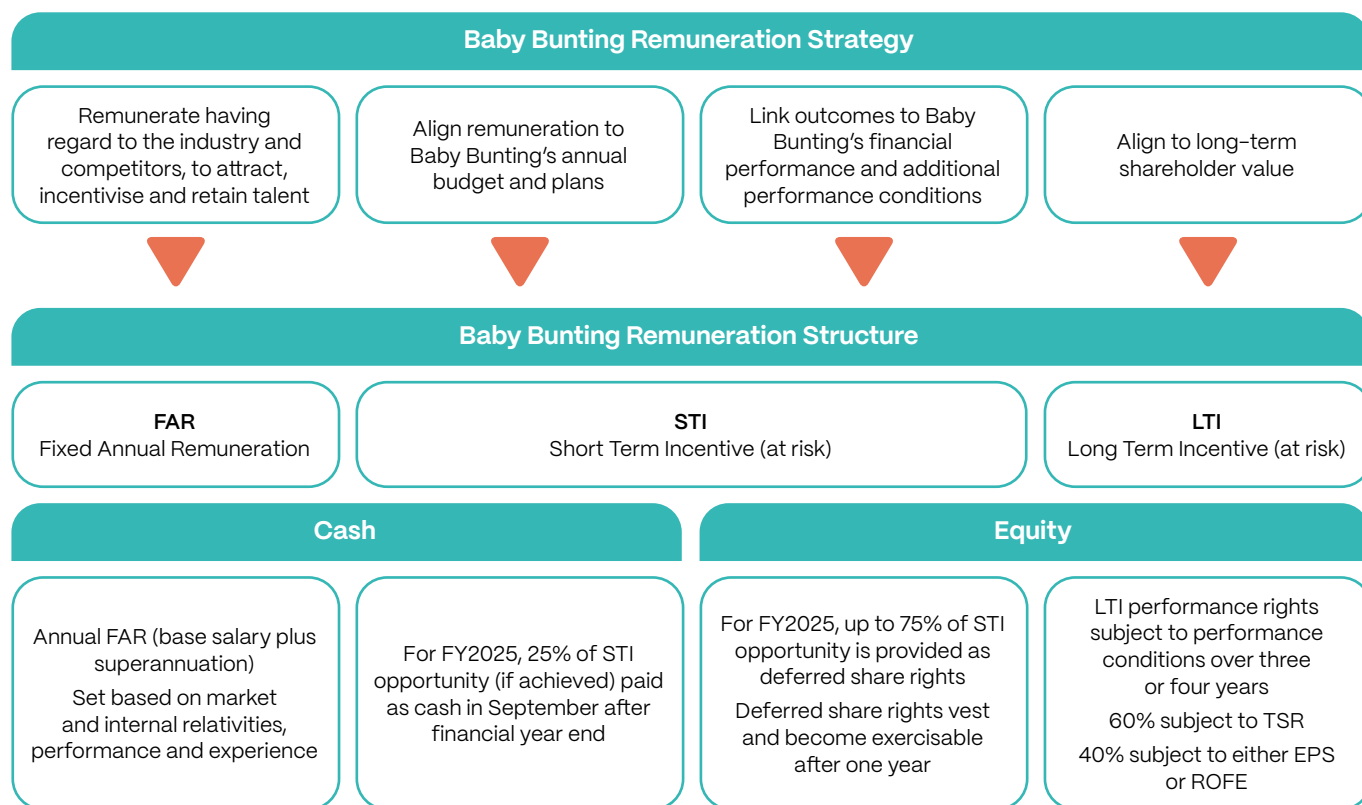 Baby Bunting Remuneration Strategy
Remunerate having
regard to the industry and
competitors, to attract,
incentivise and retain talent
Align remuneration to
Baby Bunting's annual
budget and plans
Link outcomes to Baby
Bunting's financial
performance and additional
performance conditions
Align to long-term
shareholder value
Baby Bunting Remuneration Structure
FAR
Fixed Annual Remuneration
STI
Short Term Incentive (at risk)
LTI
Long Term Incentive (at risk)
Cash
Equity
Annual FAR (base salary plus
superannuation)
Set based on market
and internal relativities,
performance and experience
For FY2025, 25% of STI
opportunity (if achieved) paid
as cash in September after
financial year end
For FY2025, up to 75% of STI
opportunity is provided as
deferred share rights
Deferred share rights vest
and become exercisable
after one year
LTI performance rights
subject to performance
conditions over three
or four years
60% subject to TSR
40% subject to either EPS
or ROFE